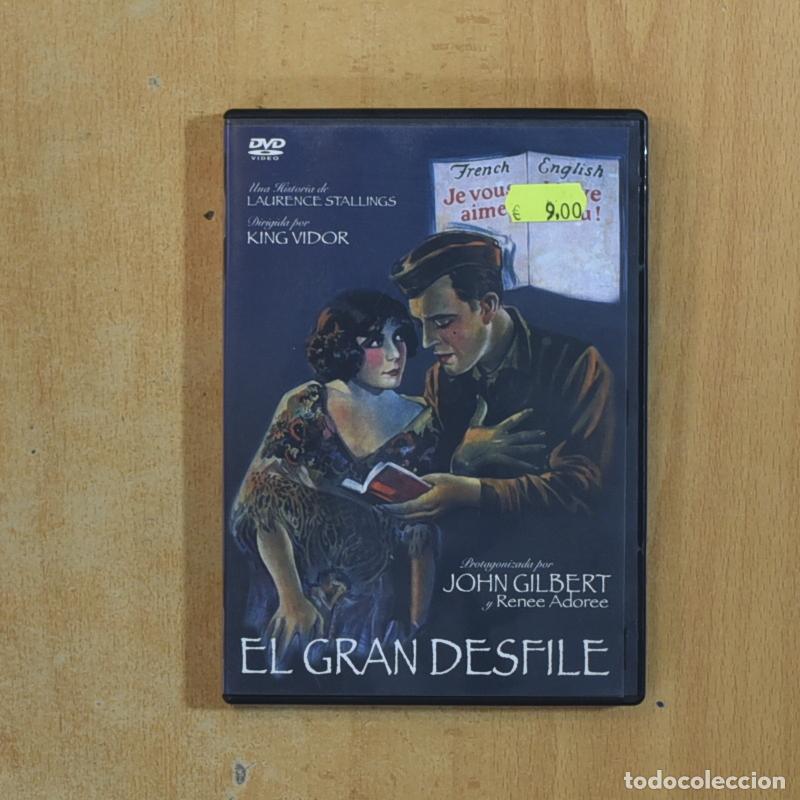 DVD
VIDEO
Una Historia de
LAURENCE STALLINGS
Dirigida por
KING VIDOR
French English
Je vous
aime
€ 9,00
u!
Protagonizada por
JOHN GILBERT
y Renee Adoree
EL GRAN DESFILE
todocoleccion